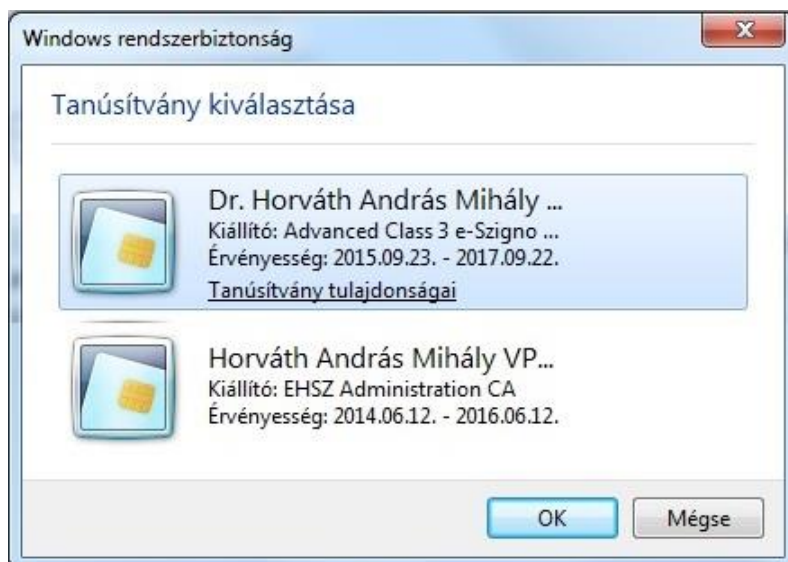 Windows rendszerbiztonság
Tanúsítvány kiválasztása
Dr. Horváth András Mihály ...
Kiállító: Advanced Class 3 e-Szigno ...
Érvényesség: 2015.09.23. - 2017.09.22.
Tanúsítvány tulajdonságai
Horváth András Mihály VP...
Kiállító: EHSZ Administration CA
Érvényesség: 2014.06.12. - 2016.06.12.
OK
Mégse